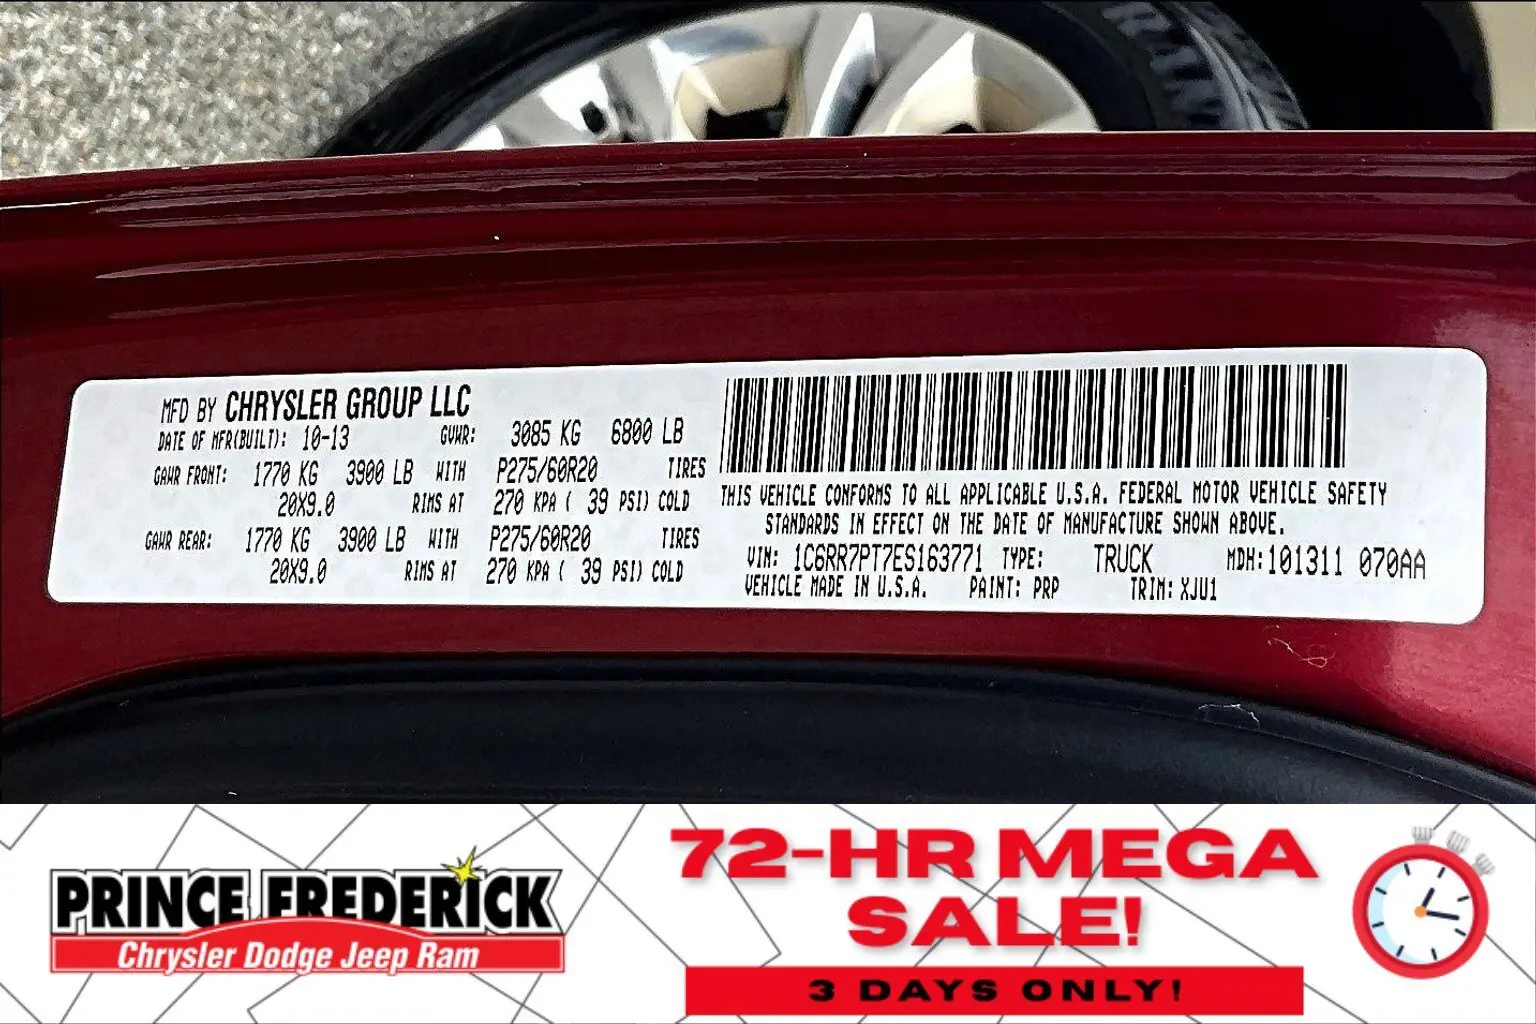 MFD BY CHRYSLER GROUP LLC
DATE OF MFR(BUILT): 10-13 GVWR: 3085 KG 6800 LB
GAWR FRONT: 1770 KG 3900 LB WITH P275/60R20 TIRES
20X9.0 RIMS AT 270 KPA ( 39 PSI) COLD
GAWR REAR: 1770 KG 3900 LB WITH P275/60R20 TIRES
20X9.0 RIMS AT 270 KPA ( 39 PSI) COLD
THIS VEHICLE CONFORMS TO ALL APPLICABLE U.S.A. FEDERAL MOTOR VEHICLE SAFETY
STANDARDS IN EFFECT ON THE DATE OF MANUFACTURE SHOWN ABOVE.
VIN: 1C6RR7PT7ES163771 TYPE: TRUCK MDH:101311 070AA
VEHICLE MADE IN U.S.A. PAINT: PRP TRIM: XJU1
PRINCE FREDERICK
Chrysler Dodge Jeep Ram
72-HR MEGA
SALE!
3 DAYS ONLY!